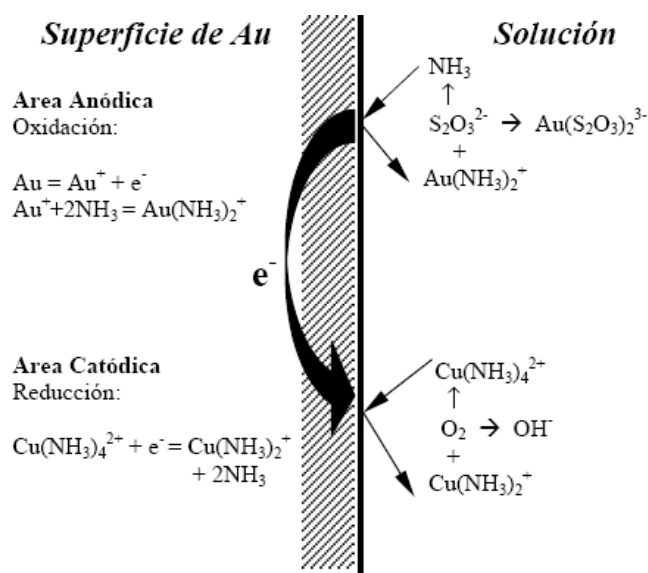 Superficie de Au
Solución
Area Anódica
Oxidación:
Au = Au⁺ + e⁻
Au⁺+2NH₃ = Au(NH₃)₂⁺
NH₃
↑
S₂O₃²⁻ → Au(S₂O₃)₂³⁻
+
Au(NH₃)₂⁺
e⁻
Area Catódica
Reducción:
Cu(NH₃)₄²⁺ + e⁻ = Cu(NH₃)₂⁺
+ 2NH₃
Cu(NH₃)₄²⁺
↑
O₂ → OH⁻
+
Cu(NH₃)₂⁺